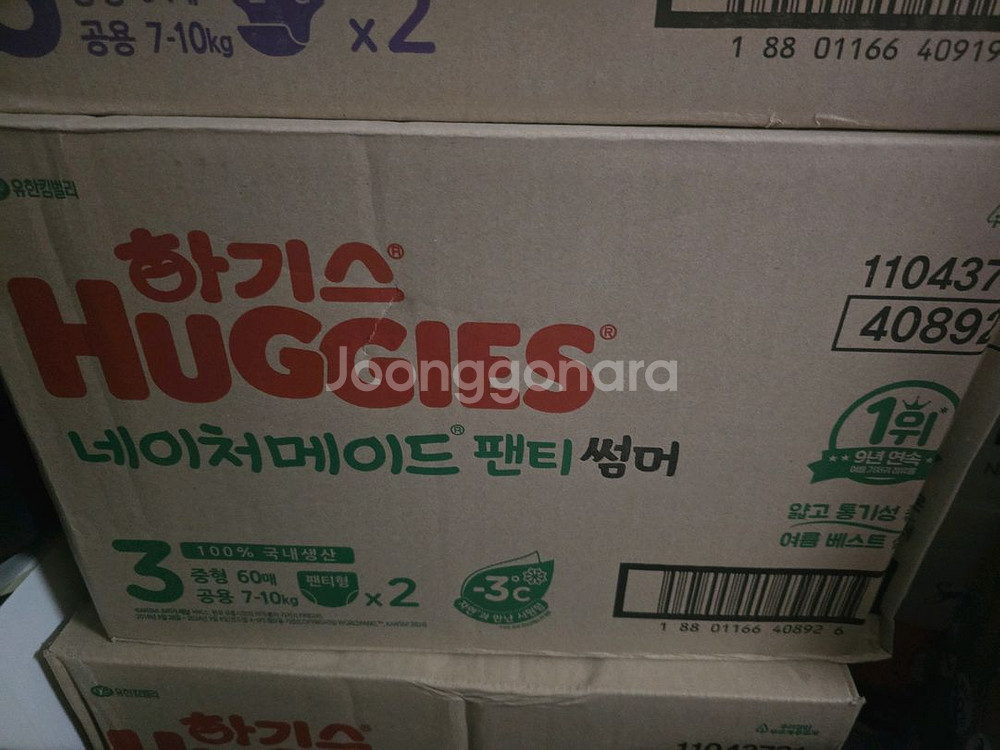 공용 7-10kg
x2
1 88 01166 40919
유한킴벌리
하기스®
HUGGIES®
Joonggonara
네이처메이드® 팬티 썸머
110437
40892
1위
9년 연속
얇고 통기성
여름 베스트
3
100% 국내생산
중형 60매
공용 7-10kg
팬티형
x2
-3°C
1 88 01166 40892 6
유한킴벌리
하기스